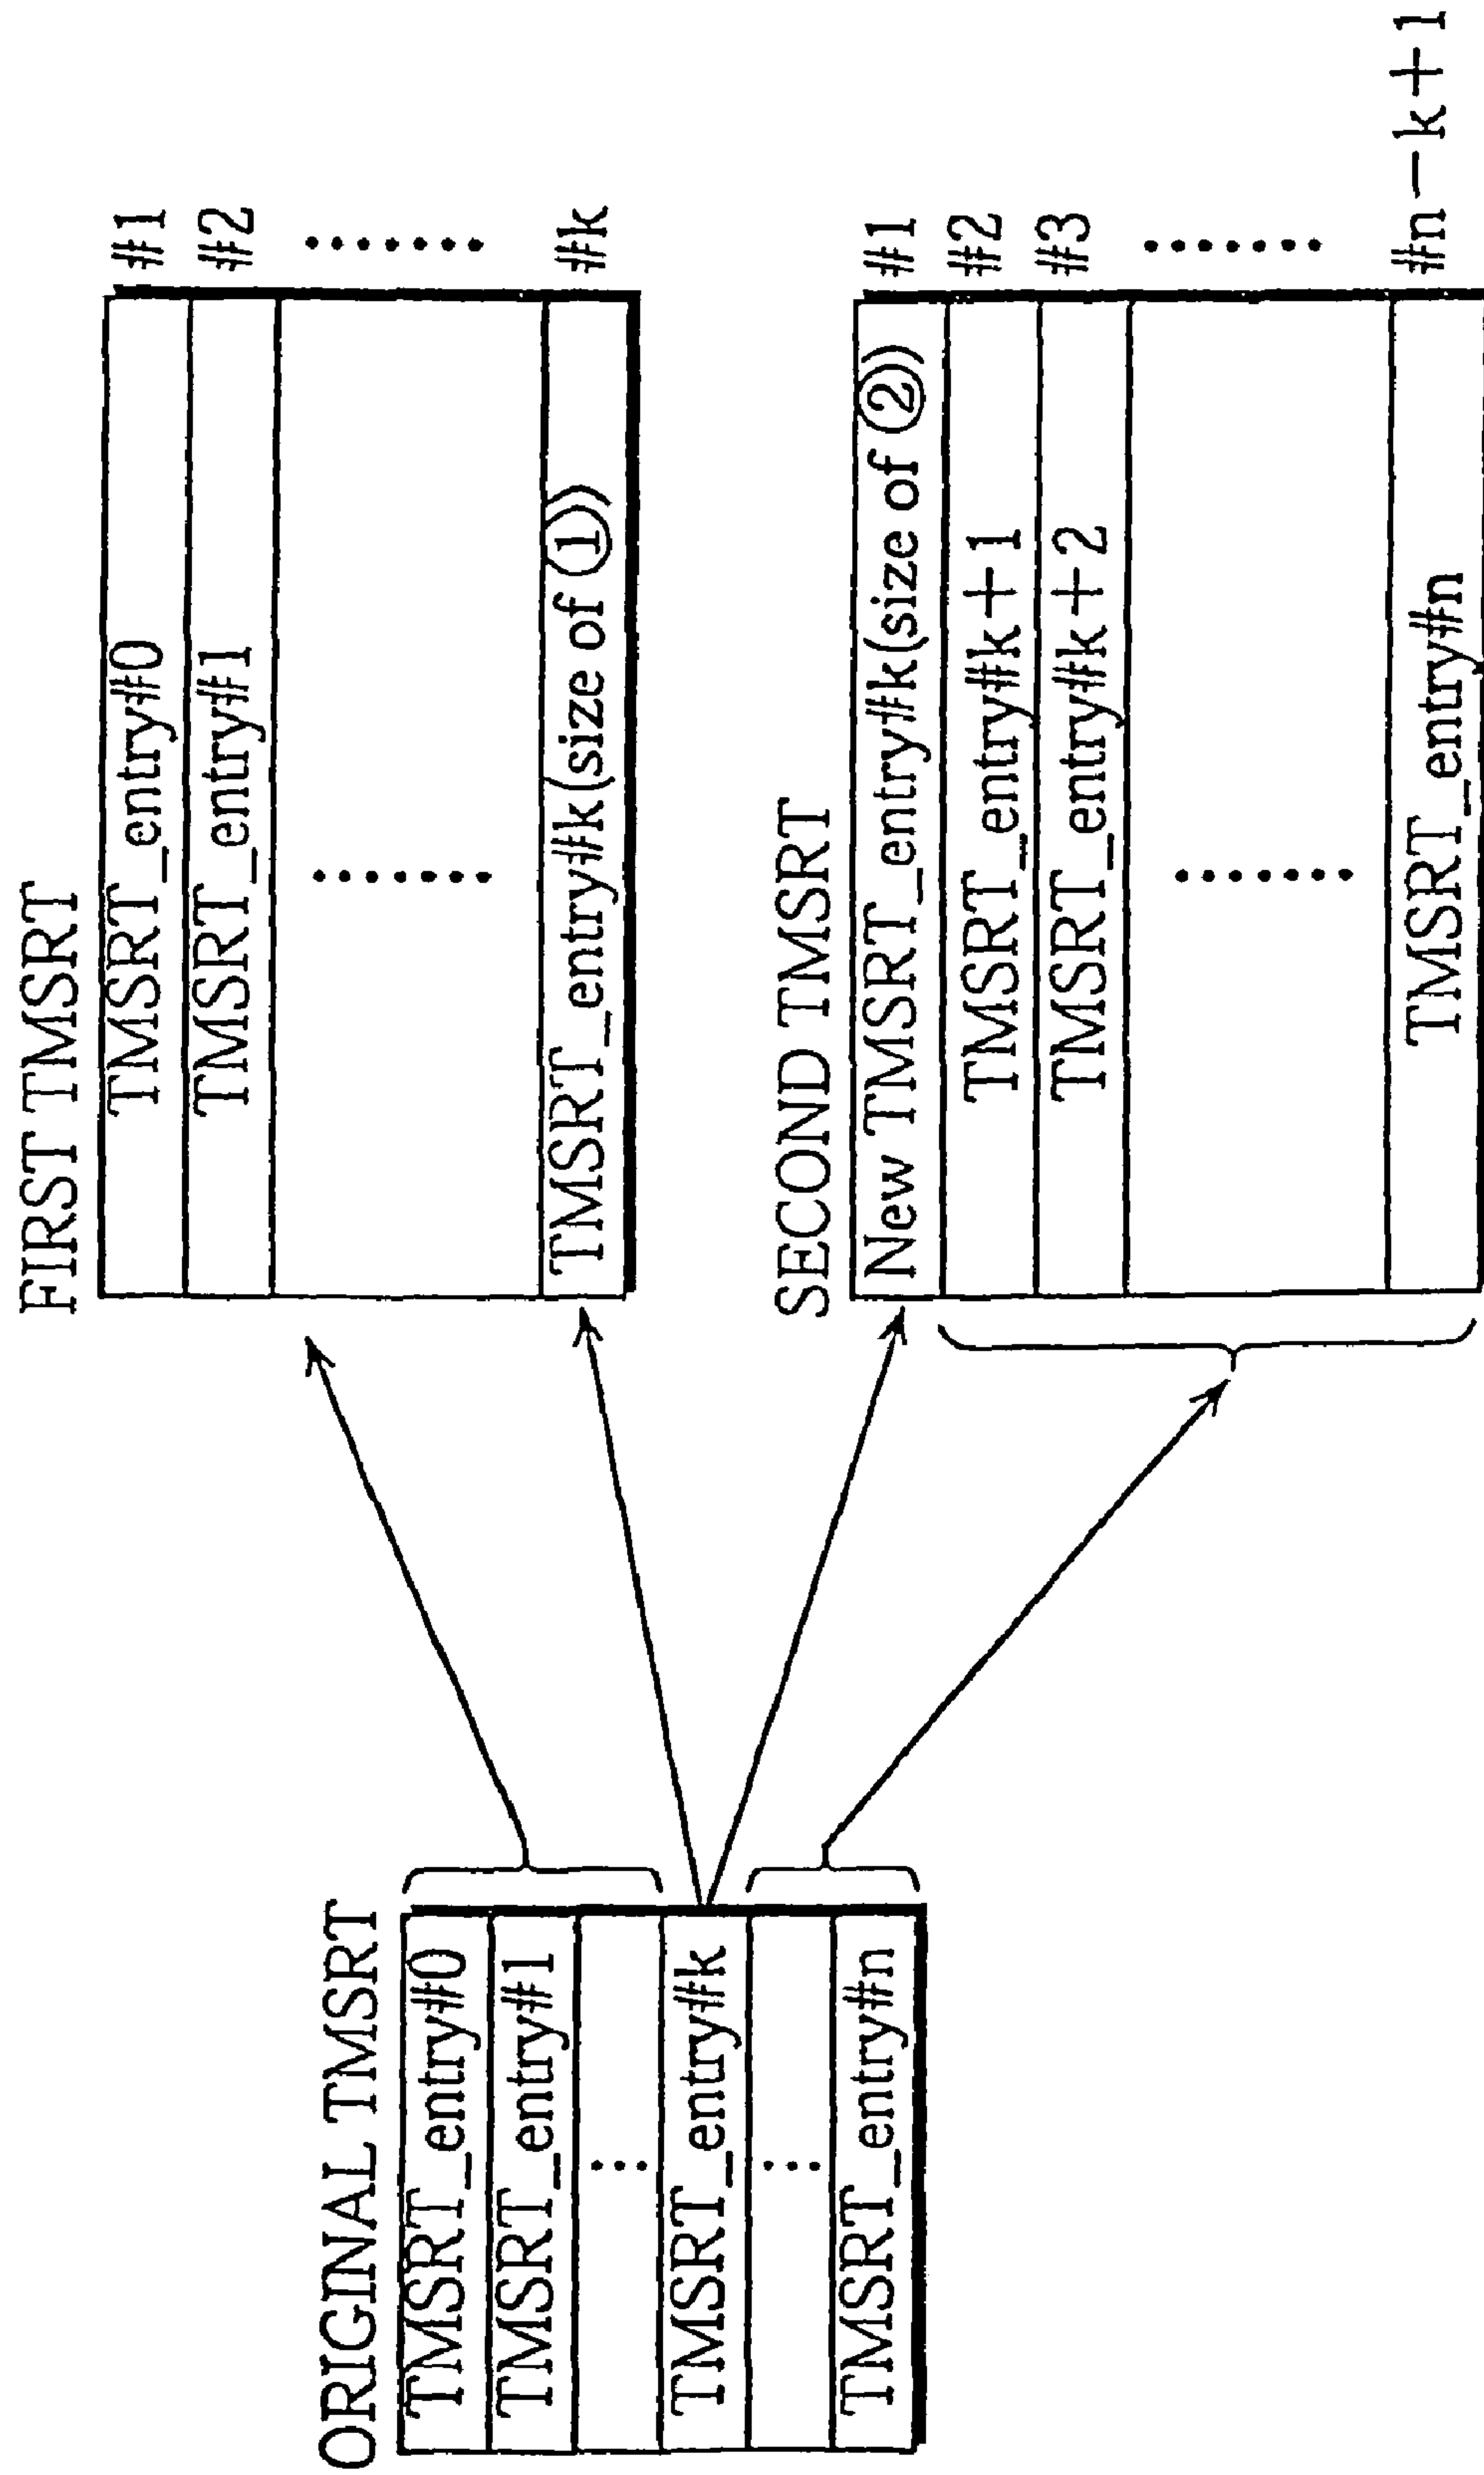 ORIGINAL TMSRT
TMSRT_entry#0
TMSRT_entry#1
...
TMSRT_entry#k
...
TMSRT_entry#n
FIRST TMSRT
TMSRT_entry#0 #1
TMSRT_entry#1 #2
....... .......
TMSRT_entry#k(size of ①) #k
SECOND TMSRT
New TMSRT_entry#k(size of ②) #1
TMSRT_entry#k+1 #2
TMSRT_entry#k+2 #3
....... .......
TMSRT_entry#n #n-k+1